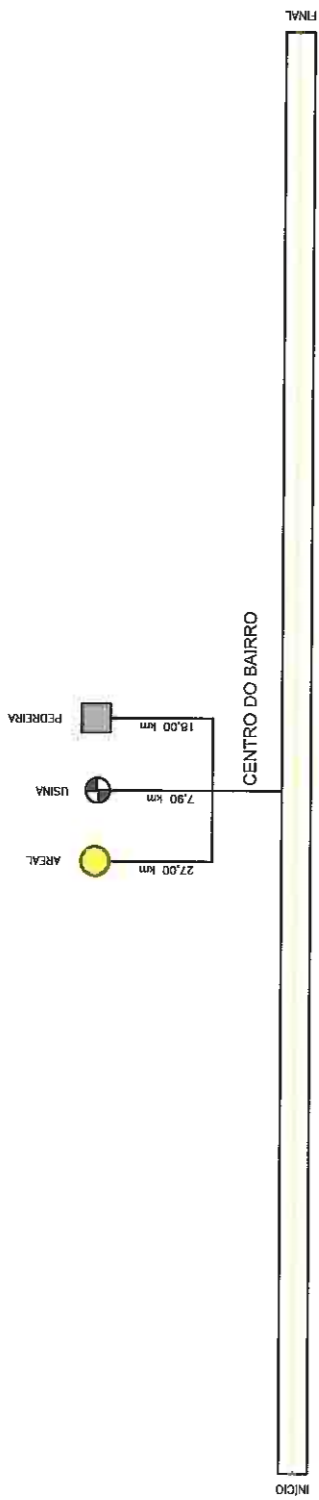 FINAL
PEDREIRA
18,00 km
CENTRO DO BAIRRO
USINA
7,90 km
AREAL
27,00 km
INÍCIO